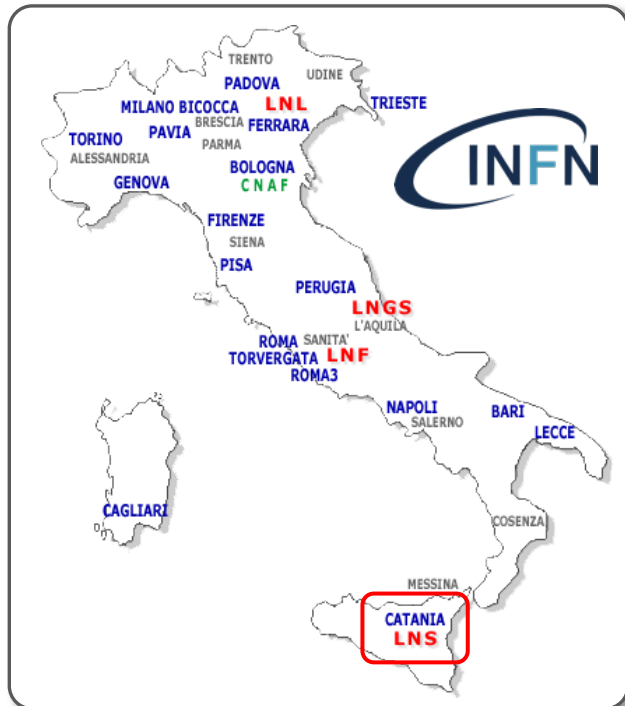 TRENTO
UDINE
PADOVA
MILANO BICOCCA
LNL
TRIESTE
BRESCIA
PAVIA
FERRARA
TORINO
PARMA
ALESSANDRIA
BOLOGNA
INFN
GENOVA
CNAF
FIRENZE
SIENA
PISA
PERUGIA
LNGS
L'AQUILA
ROMA
SANITA'
TORVERGATA
LNF
ROMA3
NAPOLI
BARI
SALERNO
LECCE
CAGLIARI
COSENZA
MESSINA
CATANIA
LNS